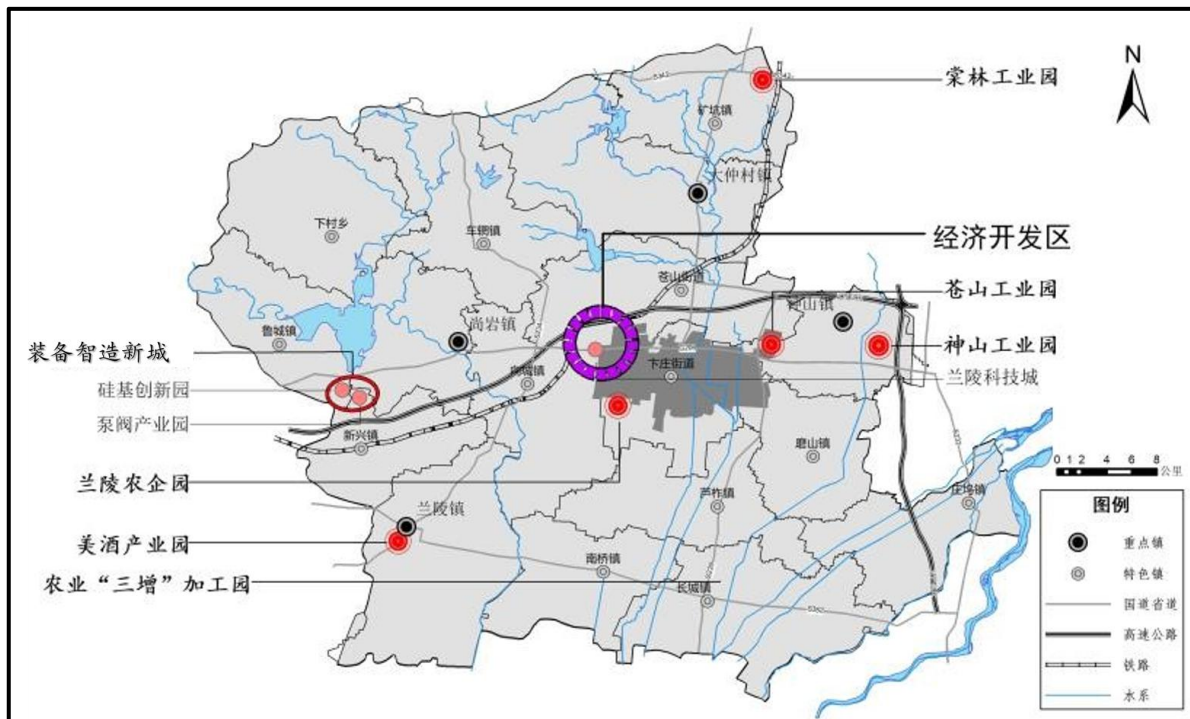 N
棠林工业园
矿坑镇
大仲村镇
下村乡
车辋镇
经济开发区
苍山街道
苍山工业园
神山镇
鲁城镇
尚岩镇
装备智造新城
神山工业园
向城镇
卞庄街道
兰陵科技城
硅基创新园
泵阀产业园
新兴镇
磨山镇
0 1 2 4 6 8
公里
兰陵农企园
芦柞镇
庄坞镇
兰陵镇
美酒产业园
南桥镇
农业“三增”加工园
长城镇
图例
重点镇
特色镇
国道省道
高速公路
铁路
水系